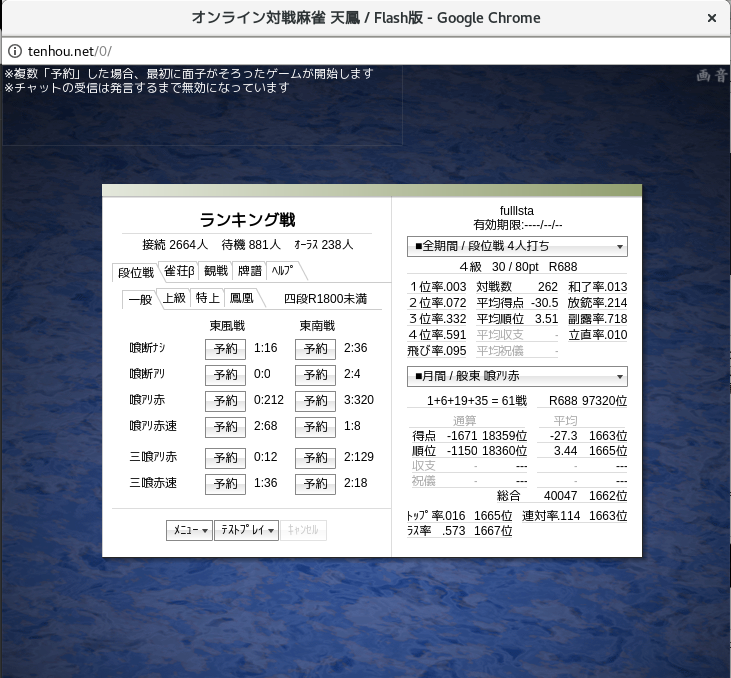 オンライン対戦麻雀 天鳳 / Flash版 - Google Chrome
tenhou.net/0/
※複数「予約」した場合、最初に面子がそろったゲームが開始します
※チャットの受信は発言するまで無効になっています
画 音
ランキング戦
接続 2664人 待機 881人 ｵｰﾗｽ 238人
段位戦 雀荘β 観戦 牌譜 ﾍﾙﾌﾟ
一般 上級 特上 鳳凰 四段R1800未満
東風戦 東南戦
喰断ﾅｼ 予約 1:16 予約 2:36
喰断ｱﾘ 予約 0:0 予約 2:4
喰ｱﾘ赤 予約 0:212 予約 3:320
喰ｱﾘ赤速 予約 2:68 予約 1:8
三喰ｱﾘ赤 予約 0:12 予約 2:129
三喰赤速 予約 1:36 予約 2:18
ﾒﾆｭｰ ﾃｽﾄﾌﾟﾚｲ ｷｬﾝｾﾙ
fulllsta
有効期限:----/--/--
■全期間 / 段位戦 4人打ち
４級 30 / 80pt R688
１位率.003 対戦数 262 和了率.013
２位率.072 平均得点 -30.5 放銃率.214
３位率.332 平均順位 3.51 副露率.718
４位率.591 平均収支 - 立直率.010
飛び率.095 平均祝儀 -
■月間 / 般東 喰ｱﾘ赤
1+6+19+35 = 61戦 R688 97320位
通算 平均
得点 -1671 18359位 -27.3 1663位
順位 -1150 18360位 3.44 1665位
収支 - --- - ---
祝儀 - --- - ---
総合 40047 1662位
ﾄｯﾌﾟ率.016 1665位 連対率.114 1663位
ﾗｽ率 .573 1667位